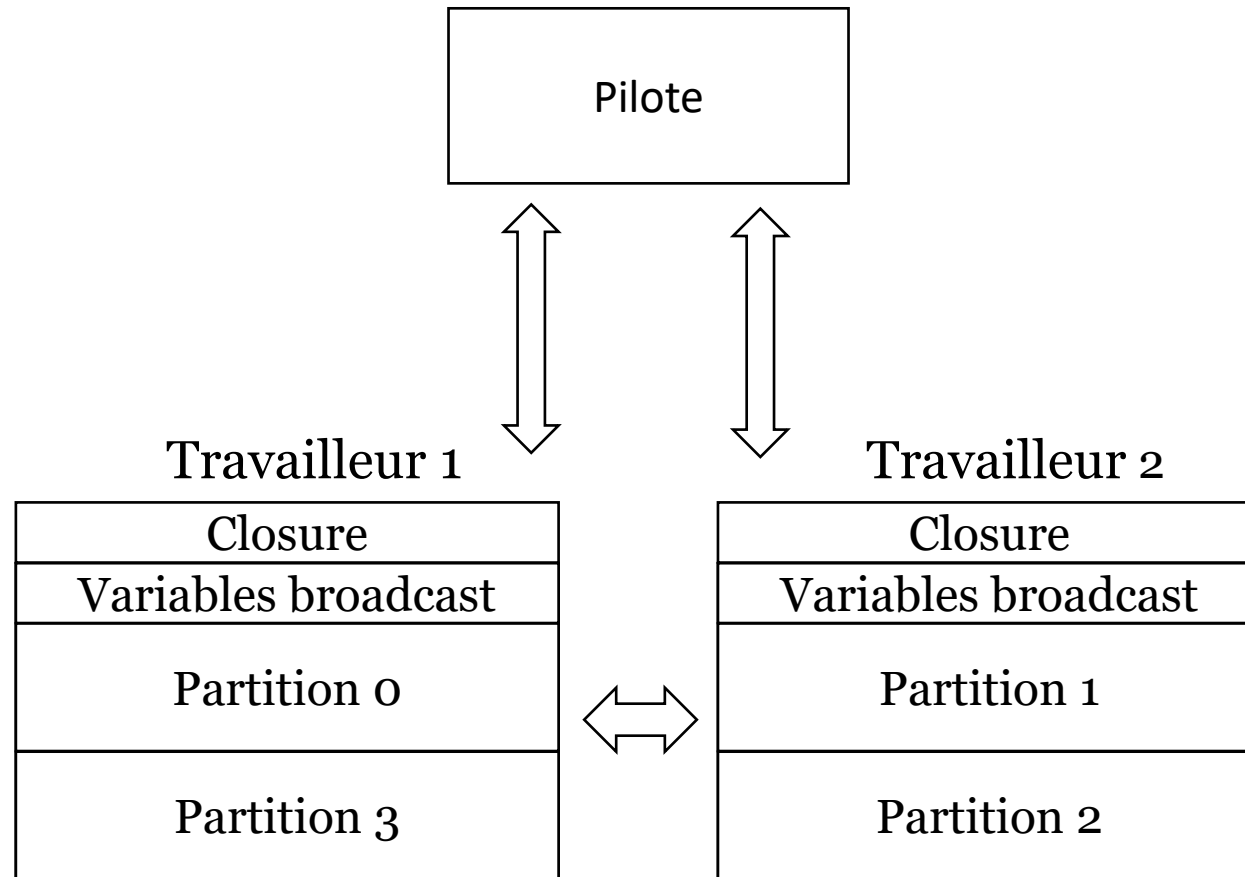 Pilote
Travailleur 1
Travailleur 2
Closure
Closure
Variables broadcast
Variables broadcast
Partition 0
Partition 1
Partition 3
Partition 2